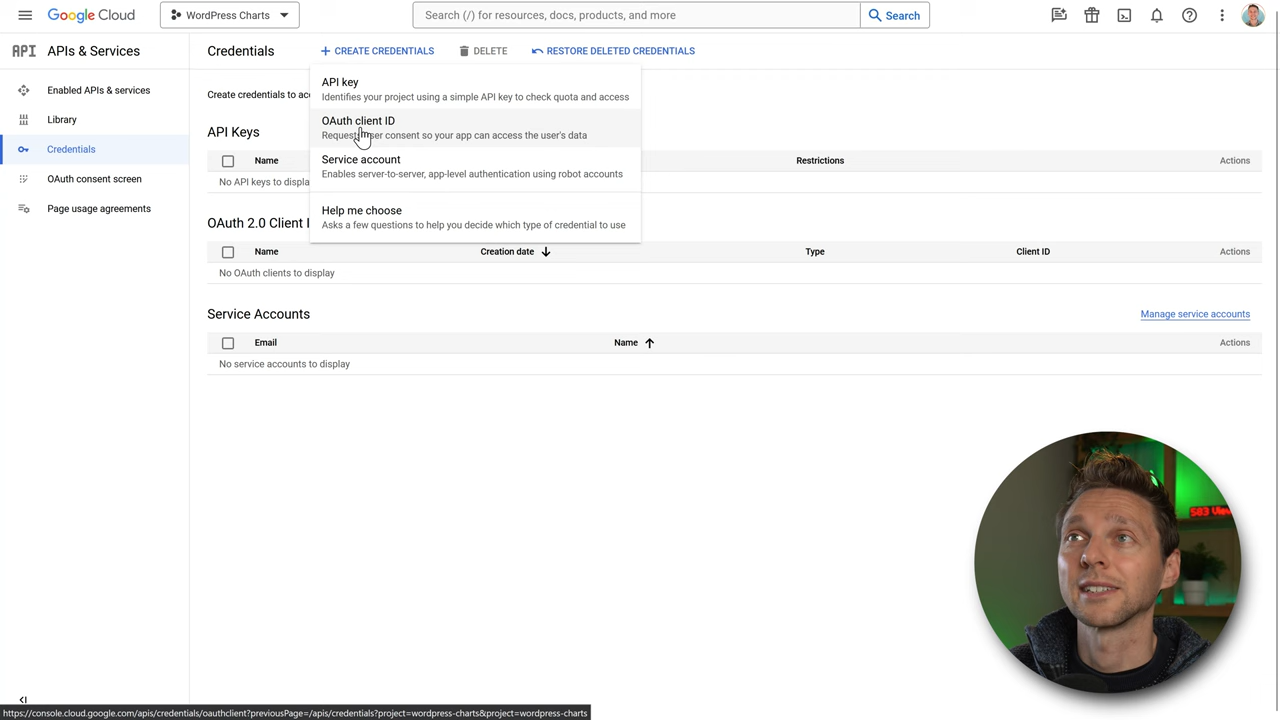 Google Cloud
WordPress Charts
Search (/) for resources, docs, products, and more
Search
API
APIs & Services
Credentials
CREATE CREDENTIALS
DELETE
RESTORE DELETED CREDENTIALS
Enabled APIs & services
Library
Credentials
OAuth consent screen
Page usage agreements
Create credentials to
API key
Identifies your project using a simple API key to check quota and access
OAuth client ID
user consent so your app can access the user's data
Service account
Enables server-to-server, app-level authentication using robot accounts
Help me choose
Asks a few questions to help you decide which type of credential to use
API Keys
Name
Restrictions
Actions
No API keys to displa
OAuth 2.0 Client I
Name
Creation date
Type
Client ID
Actions
No OAuth clients to display
Service Accounts
Manage service accounts
Email
Name
Actions
No service accounts to display
583 View
https://console.cloud.google.com/apis/credentials/oauthclient?previousPage=/apis/credentials?project=wordpress-charts&project=wordpress-charts